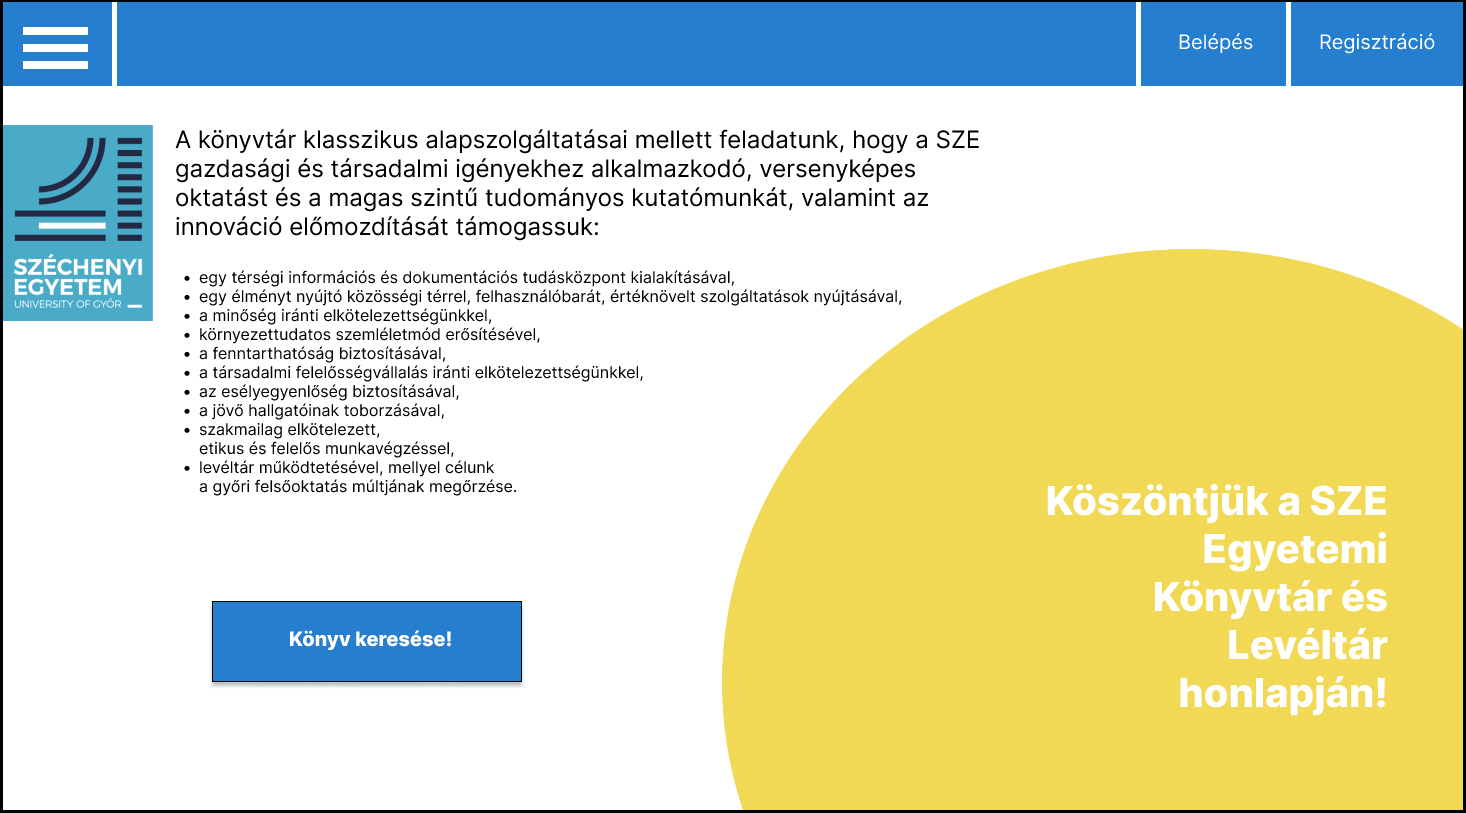 Belépés
Regisztráció
SZÉCHENYI
EGYETEM
UNIVERSITY OF GYŐR
A könyvtár klasszikus alapszolgáltatásai mellett feladatunk, hogy a SZE
gazdasági és társadalmi igényekhez alkalmazkodó, versenyképes
oktatást és a magas szintű tudományos kutatómunkát, valamint az
innováció előmozdítását támogassuk:
• egy térségi információs és dokumentációs tudásközpont kialakításával,
• egy élményt nyújtó közösségi térrel, felhasználóbarát, értéknövelt szolgáltatások nyújtásával,
• a minőség iránti elkötelezettségünkkel,
• környezettudatos szemléletmód erősítésével,
• a fenntarthatóság biztosításával,
• a társadalmi felelősségvállalás iránti elkötelezettségünkkel,
• az esélyegyenlőség biztosításával,
• a jövő hallgatóinak toborzásával,
• szakmailag elkötelezett,
etikus és felelős munkavégzéssel,
• levéltár működtetésével, mellyel célunk
a győri felsőoktatás múltjának megőrzése.
Könyv keresése!
Köszöntjük a SZE
Egyetemi
Könyvtár és
Levéltár
honlapján!